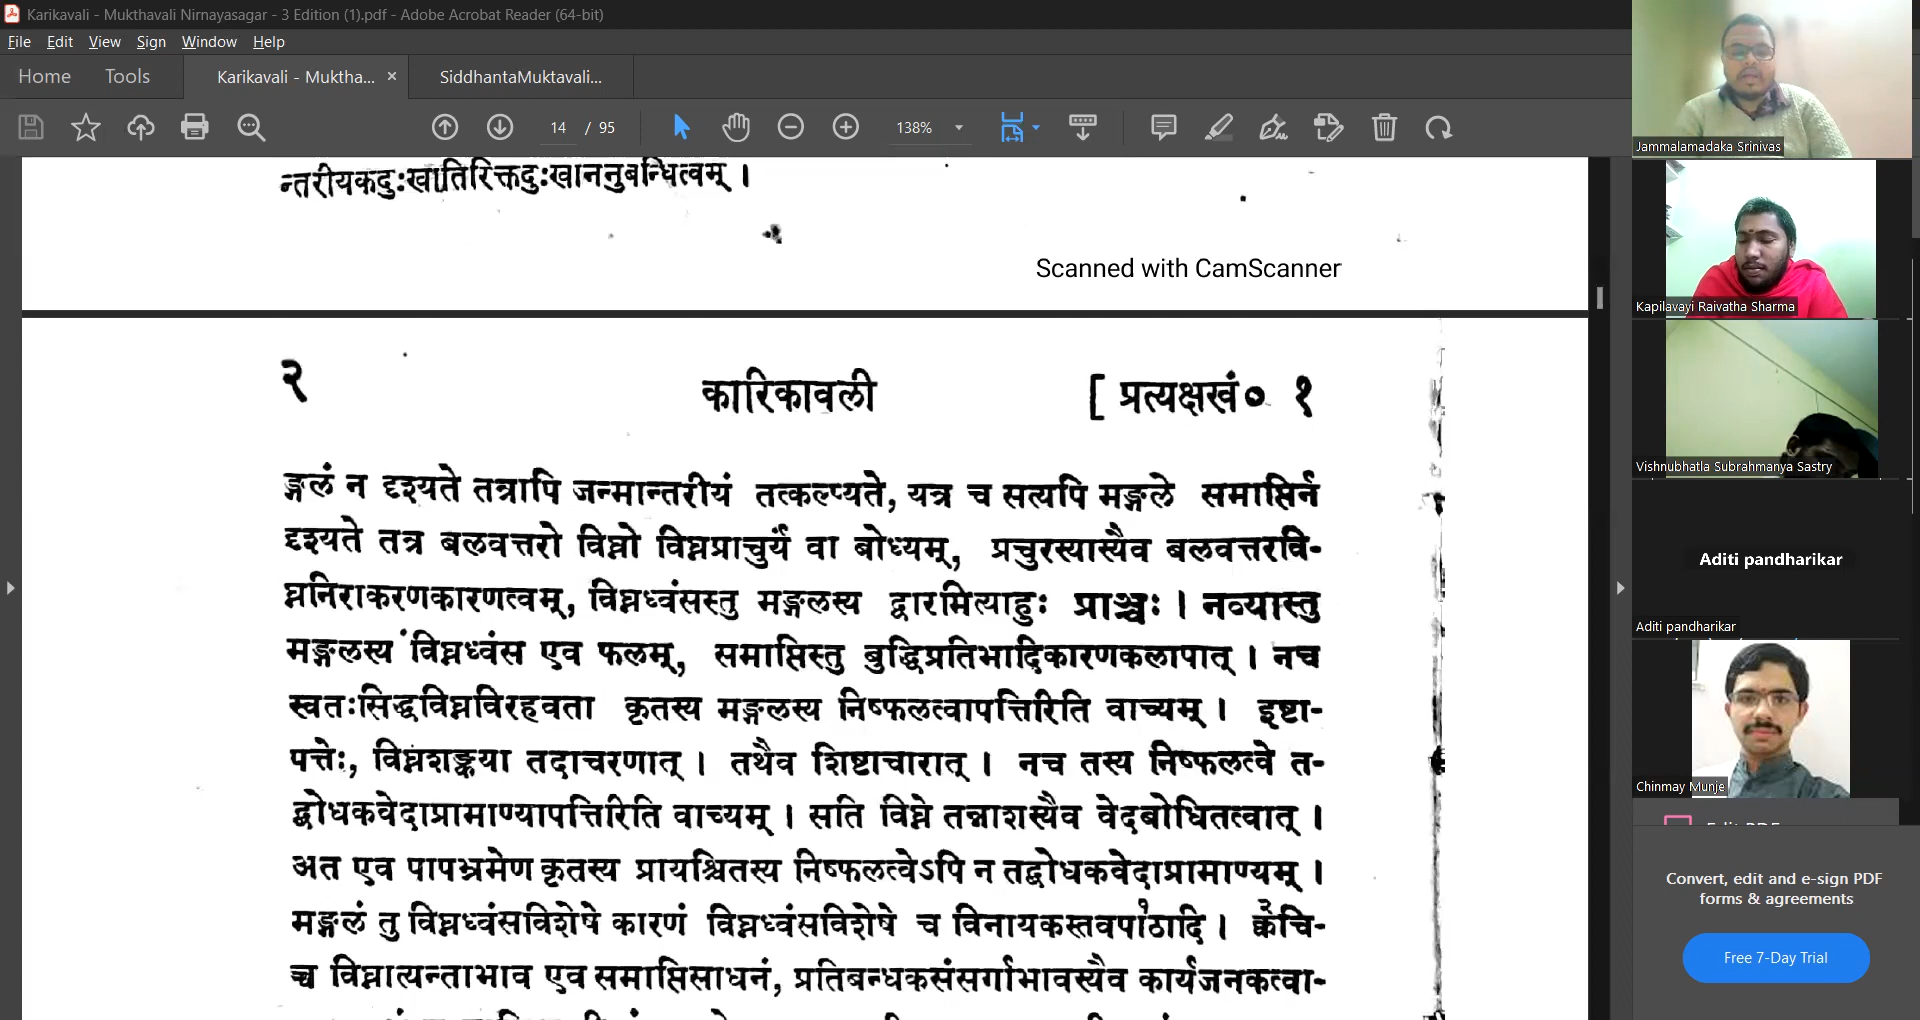 Karikavali - Mukthavali Nirnayasagar - 3 Edition (1).pdf - Adobe Acrobat Reader (64-bit)
File Edit View Sign Window Help
Home Tools Karikavali - Muktha... × SiddhantaMuktavali...
14 / 95 138%
न्तरीयकदुःखातिरिक्तदुःखाननुबन्धित्वम् ।
Scanned with CamScanner
२ कारिकावली [ प्रत्यक्षखं० १
ङ्गलं न दृश्यते तत्रापि जन्मान्तरीयं तत्कल्प्यते, यत्र च सत्यपि मङ्गले समाप्तिर्न
दृश्यते तत्र बलवत्तरो विघ्नो विघ्नप्राचुर्यं वा बोध्यम्, प्रचुरस्यास्यैव बलवत्तरवि-
घ्ननिराकरणकारणत्वम्, विघ्नध्वंसस्तु मङ्गलस्य द्वारमित्याहुः प्राञ्चः । नव्यास्तु
मङ्गलस्य विघ्नध्वंस एव फलम्, समाप्तिस्तु बुद्धिप्रतिभादिकारणकलापात् । नच
स्वतःसिद्धविघ्नविरहवता कृतस्य मङ्गलस्य निष्फलत्वापत्तिरिति वाच्यम् । इष्टा-
पत्तेः, विघ्नशङ्कया तदाचरणात् । तथैव शिष्टाचारात् । नच तस्य निष्फलत्वे त-
द्बोधकवेदाप्रामाण्यापत्तिरिति वाच्यम् । सति विघ्ने तन्नाशस्यैव वेदबोधितत्वात् ।
अत एव पापभ्रमेण कृतस्य प्रायश्चितस्य निष्फलत्वेऽपि न तद्बोधकवेदाप्रामाण्यम् ।
मङ्गलं तु विघ्नध्वंसविशेषे कारणं विघ्नध्वंसविशेषे च विनायकस्तवपाठादि । क्वेचि-
च्च विघ्नात्यन्ताभाव एव समाप्तिसाधनं, प्रतिबन्धकसंसर्गाभावस्यैव कार्यजनकत्वा-
Jammalamadaka Srinivas
Kapilavayi Raivatha Sharma
Vishnubhatla Subrahmanya Sastry
Aditi pandharikar
Aditi pandharikar
Chinmay Munje
Convert, edit and e-sign PDF
forms & agreements
Free 7-Day Trial